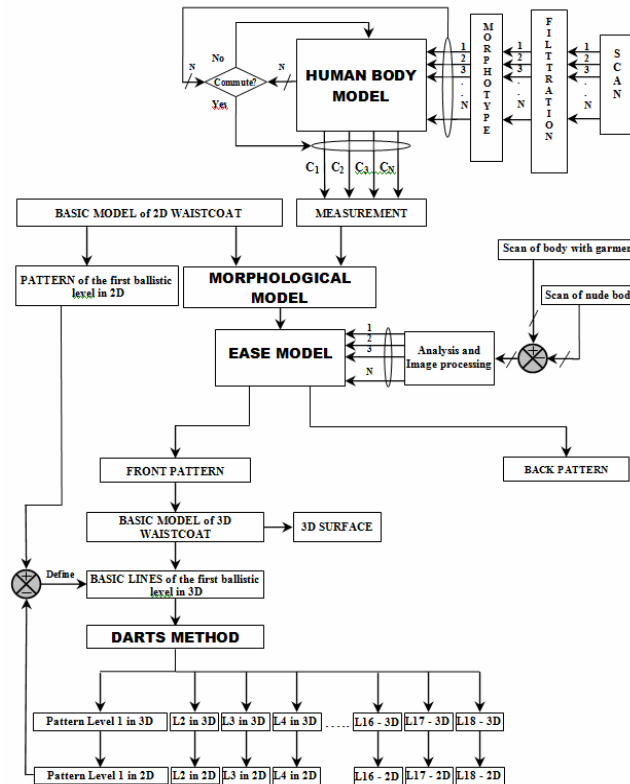 No
N
Commute?
N
Yes
HUMAN BODY
MODEL
1
2
3
.
.
N
MORPHOTYPE
1
2
3
.
.
N
FILTTRATION
1
2
3
.
.
N
SCAN
C1 C2 C3 CN
BASIC MODEL of 2D WAISTCOAT
MEASUREMENT
PATTERN of the first ballistic
level in 2D
MORPHOLOGICAL
MODEL
Scan of body with garmen
Scan of nude bod
EASE MODEL
1
2
3
N
Analysis and
Image processing
+
−
FRONT PATTERN
BACK PATTERN
BASIC MODEL of 3D
WAISTCOAT
3D SURFACE
+
−
Define
BASIC LINES of the first ballistic
level in 3D
DARTS METHOD
Pattern Level 1 in 3D L2 in 3D L3 in 3D L4 in 3D ..... L16 - 3D L17 - 3D L18 - 3D
Pattern Level 1 in 2D L2 in 2D L3 in 2D L4 in 2D L16 - 2D L17 - 2D L18 - 2D